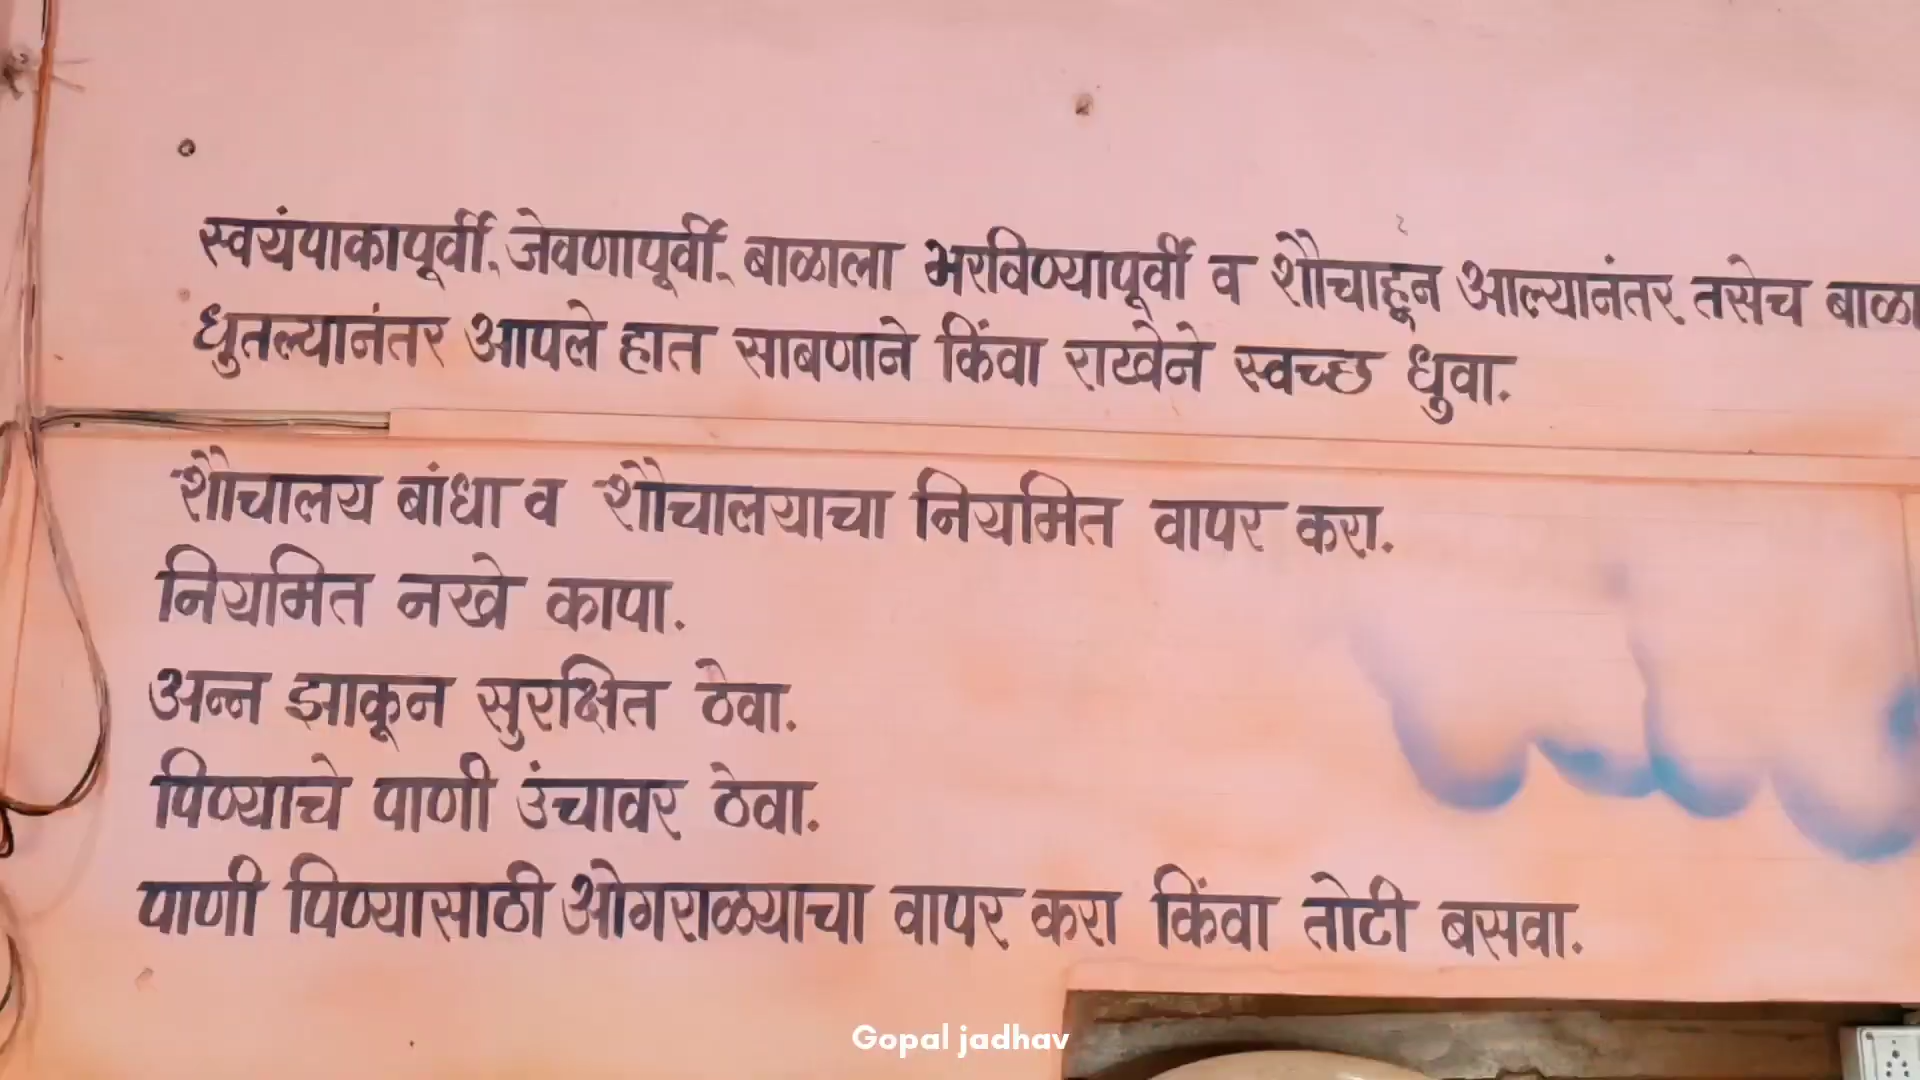 स्वयंपाकापूर्वी, जेवणापूर्वी, बाळाला भरविण्यापूर्वी व शौचाहून आल्यानंतर, तसेच
धुतल्यानंतर आपले हात साबणाने किंवा राखेने स्वच्छ धुवा.
शौचालय बांधा व शौचालयाचा नियमित वापर करा.
नियमित नखे कापा.
अन्न झाकून सुरक्षित ठेवा.
पिण्याचे पाणी उंचावर ठेवा.
पाणी पिण्यासाठी ओगराळ्याचा वापर करा किंवा तोटी बसवा.
Gopal jadhav